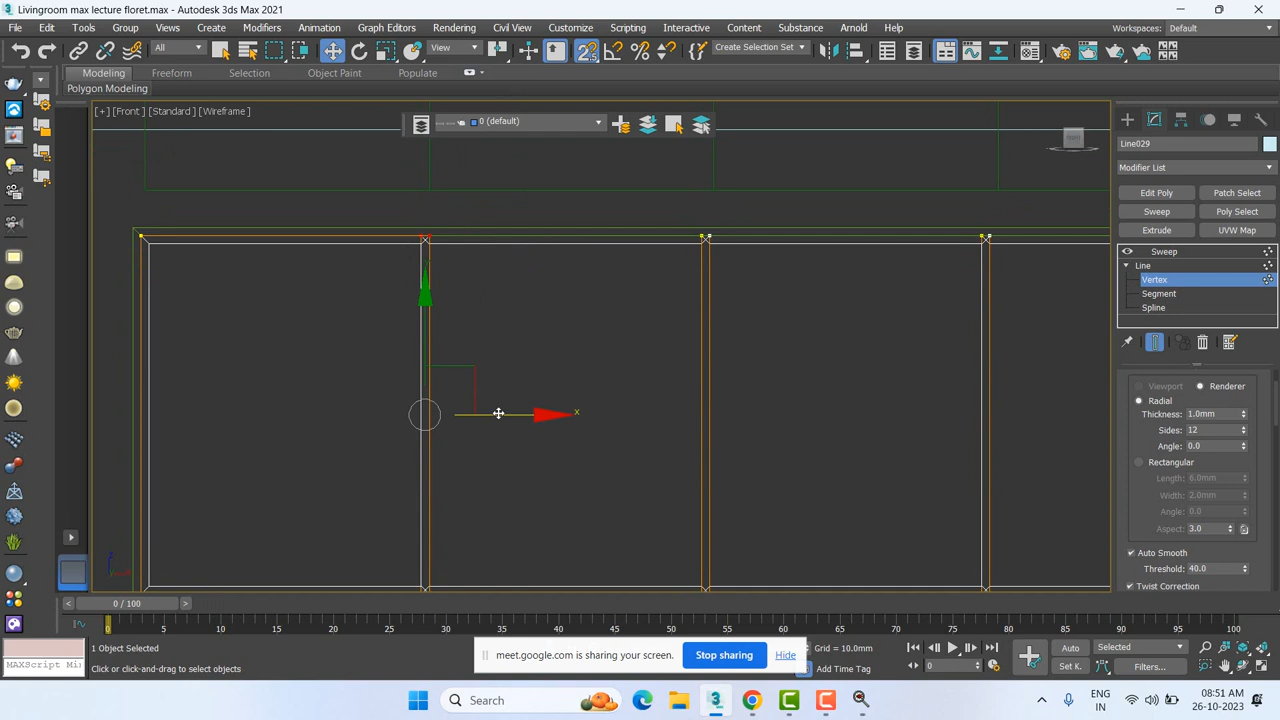 Livingroom max lecture floret.max - Autodesk 3ds Max 2021
File Edit Tools Group Views Create Modifiers Animation Graph Editors Rendering Civil View Customize Scripting Interactive Content Substance Arnold Help
Workspaces: Default
All View Create Selection Set
Modeling Freeform Selection Object Paint Populate
Polygon Modeling
[+] [Front ] [Standard ] [Wireframe ]
0 (default)
Line029
Modifier List
Edit Poly Patch Select
Sweep Poly Select
Extrude UVW Map
Sweep
Line
Vertex
Segment
Spline
Viewport Renderer
Radial
Thickness: 1.0mm
Sides: 12
Angle: 0.0
Rectangular
Length: 6.0mm
Width: 2.0mm
Angle: 0.0
Aspect: 3.0
Auto Smooth
Threshold: 40.0
Twist Correction
x
z
< 0 / 100 >
0 5 10 15 20 25 30 35 40 45 50 55 60 65 70 75 80 85 90 95 100
1 Object Selected
MAXScript Mi
Click or click-and-drag to select objects
meet.google.com is sharing your screen. Stop sharing Hide
Grid = 10.0mm
Add Time Tag
0
Auto Selected
Set K. Filters...
Search
ENG
IN
08:51 AM
26-10-2023